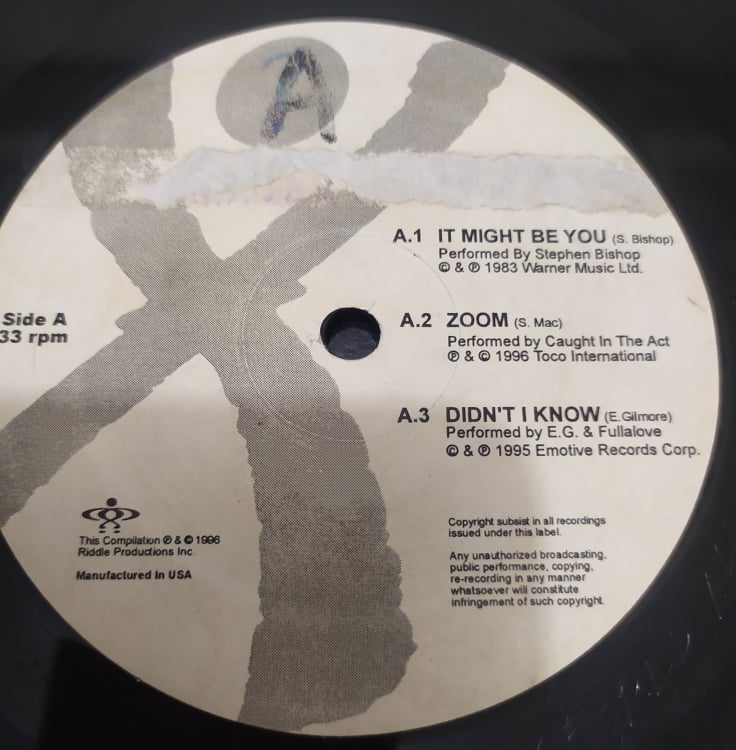 A
A.1 IT MIGHT BE YOU (S. Bishop)
Performed By Stephen Bishop
© & ℗ 1983 Warner Music Ltd.
Side A
33 rpm
A.2 ZOOM (S. Mac)
Performed by Caught In The Act
℗ & © 1996 Toco International
A.3 DIDN'T I KNOW (E.Gilmore)
Performed by E.G. & Fullalove
© & ℗ 1995 Emotive Records Corp.
This Compilation ℗ & © 1996
Riddle Productions Inc.
Manufactured In USA
Copyright subsist in all recordings
issued under this label.
Any unauthorized broadcasting,
public performance, copying,
re-recording in any manner
whatsoever will constitute
infringement of such copyright.